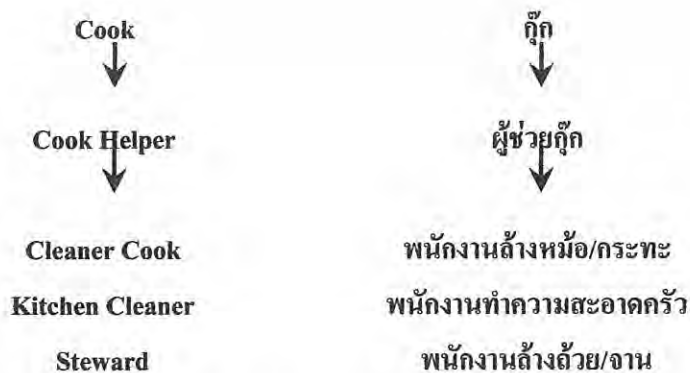 Cook กุ๊ก
Cook Helper ผู้ช่วยกุ๊ก
Cleaner Cook พนักงานล้างหม้อ/กระทะ
Kitchen Cleaner พนักงานทำความสะอาดครัว
Steward พนักงานล้างถ้วย/จาน